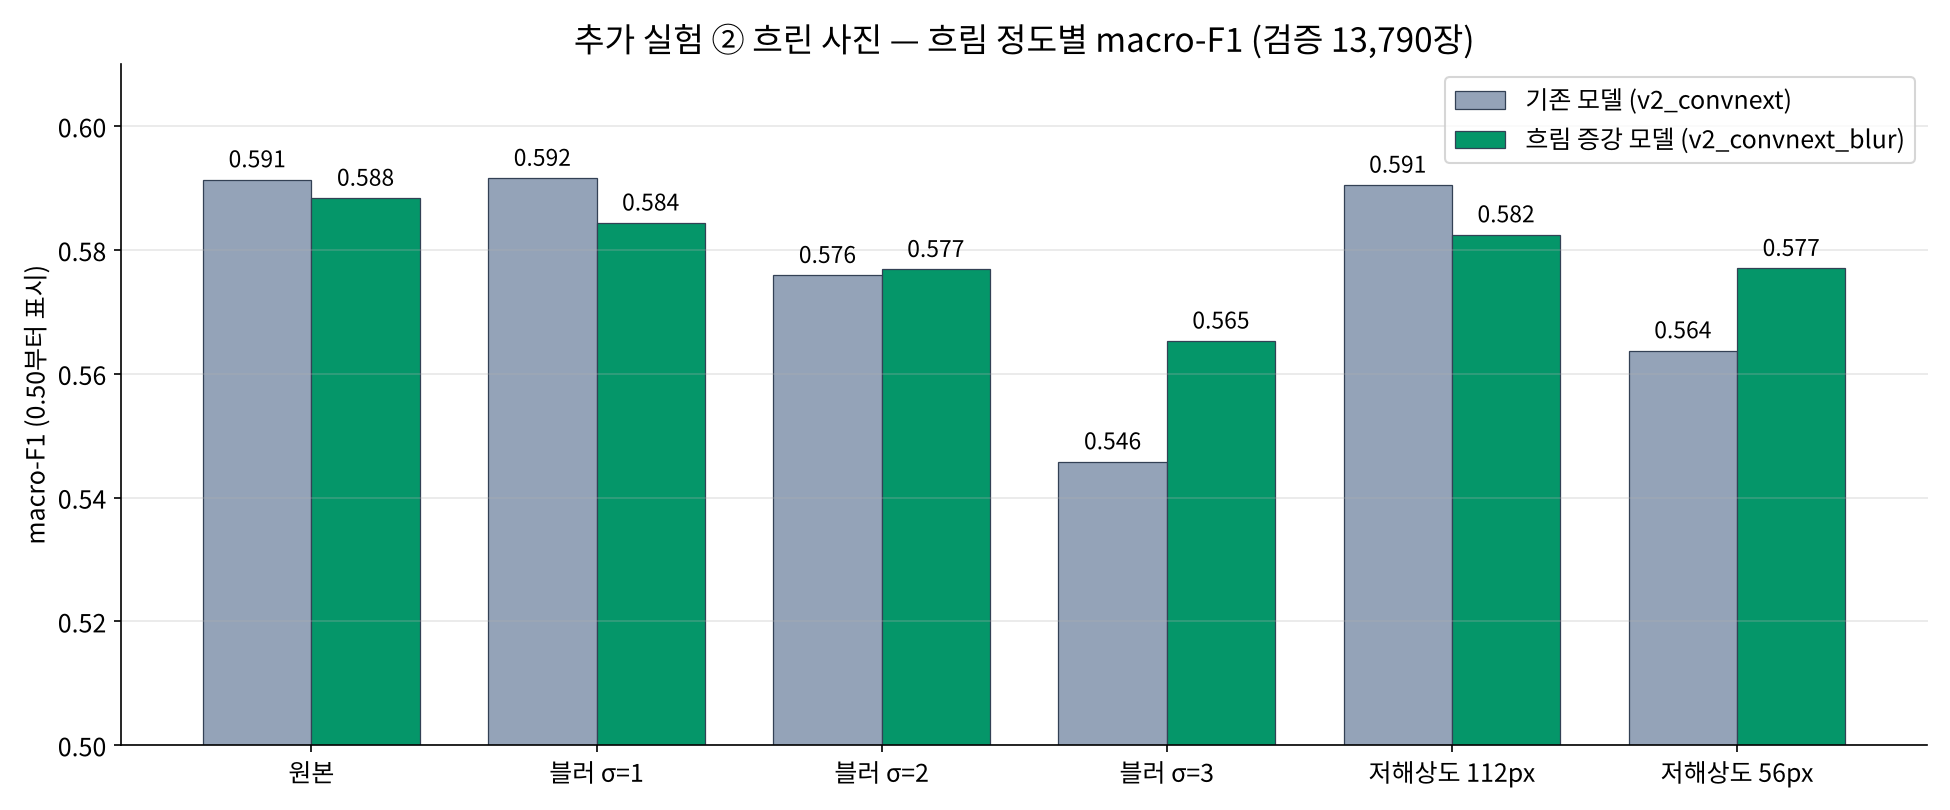 추가 실험 ② 흐린 사진 — 흐림 정도별 macro-F1 (검증 13,790장)
기존 모델 (v2_convnext)
흐림 증강 모델 (v2_convnext_blur)
macro-F1 (0.50부터 표시)
0.60
0.58
0.56
0.54
0.52
0.50
0.591
0.588
0.592
0.584
0.576
0.577
0.546
0.565
0.591
0.582
0.564
0.577
원본
블러 σ=1
블러 σ=2
블러 σ=3
저해상도 112px
저해상도 56px